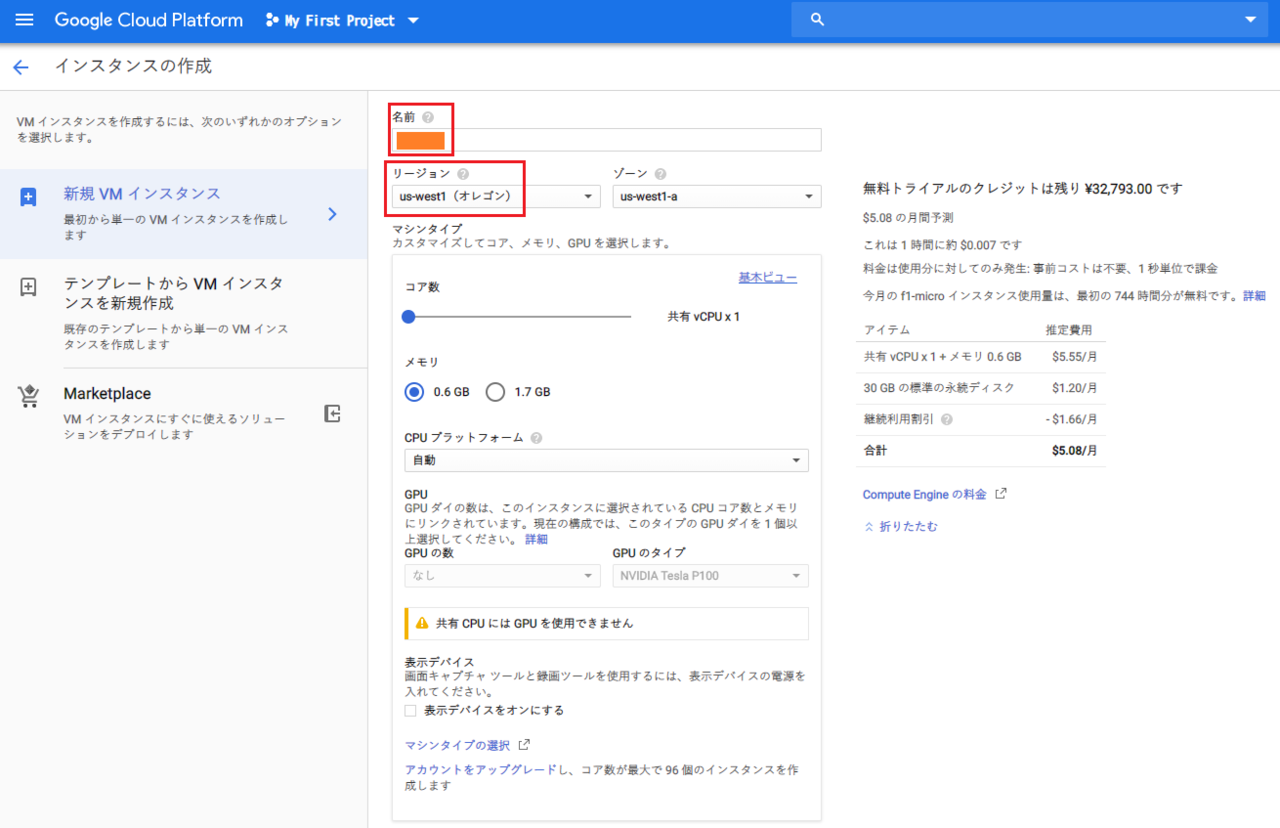 Google Cloud Platform
My First Project
インスタンスの作成
VM インスタンスを作成するには、次のいずれかのオプション
を選択します。
新規 VM インスタンス
最初から単一の VM インスタンスを作成し
ます
テンプレートから VM インスタ
ンスを新規作成
既存のテンプレートから単一の VM インス
タンスを作成します
Marketplace
VM インスタンスにすぐに使えるソリュー
ションをデプロイします
名前
リージョン
ゾーン
us-west1（オレゴン）
us-west1-a
マシンタイプ
カスタマイズしてコア、メモリ、GPU を選択します。
基本ビュー
コア数
共有 vCPU x 1
メモリ
0.6 GB
1.7 GB
CPU プラットフォーム
自動
GPU
GPU ダイの数は、このインスタンスに選択されている CPU コア数とメモリ
にリンクされています。現在の構成では、このタイプの GPU ダイを 1 個以
上選択してください。 詳細
GPU の数
GPU のタイプ
なし
NVIDIA Tesla P100
共有 CPU には GPU を使用できません
表示デバイス
画面キャプチャ ツールと録画ツールを使用するには、表示デバイスの電源を
入れてください。
表示デバイスをオンにする
マシンタイプの選択
アカウントをアップグレードし、コア数が最大で 96 個のインスタンスを作
成します
無料トライアルのクレジットは残り ¥32,793.00 です
$5.08 の月間予測
これは 1 時間に約 $0.007 です
料金は使用分に対してのみ発生: 事前コストは不要、1 秒単位で課金
今月の f1-micro インスタンス使用量は、最初の 744 時間分が無料です。詳細
アイテム
推定費用
共有 vCPU x 1 + メモリ 0.6 GB
$5.55/月
30 GB の標準の永続ディスク
$1.20/月
継続利用割引
- $1.66/月
合計
$5.08/月
Compute Engine の料金
折りたたむ